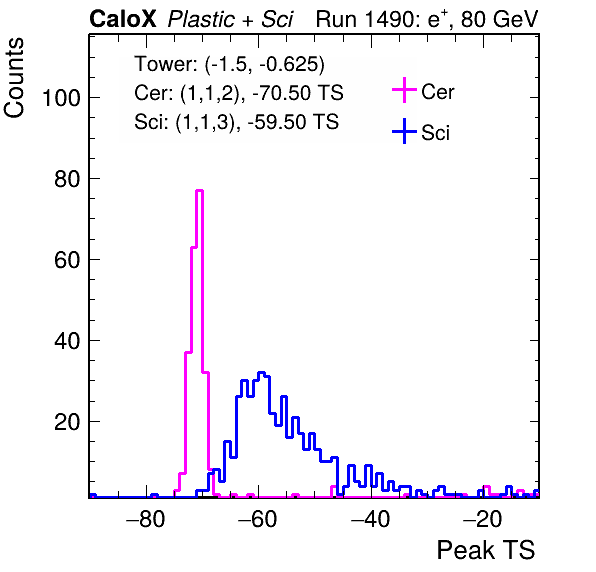 CaloX Plastic + Sci Run 1490: e+, 80 GeV
Counts
Tower: (-1.5, -0.625)
Cer: (1,1,2), -70.50 TS
Sci: (1,1,3), -59.50 TS
Cer
Sci
100
80
60
40
20
−80 −60 −40 −20
Peak TS